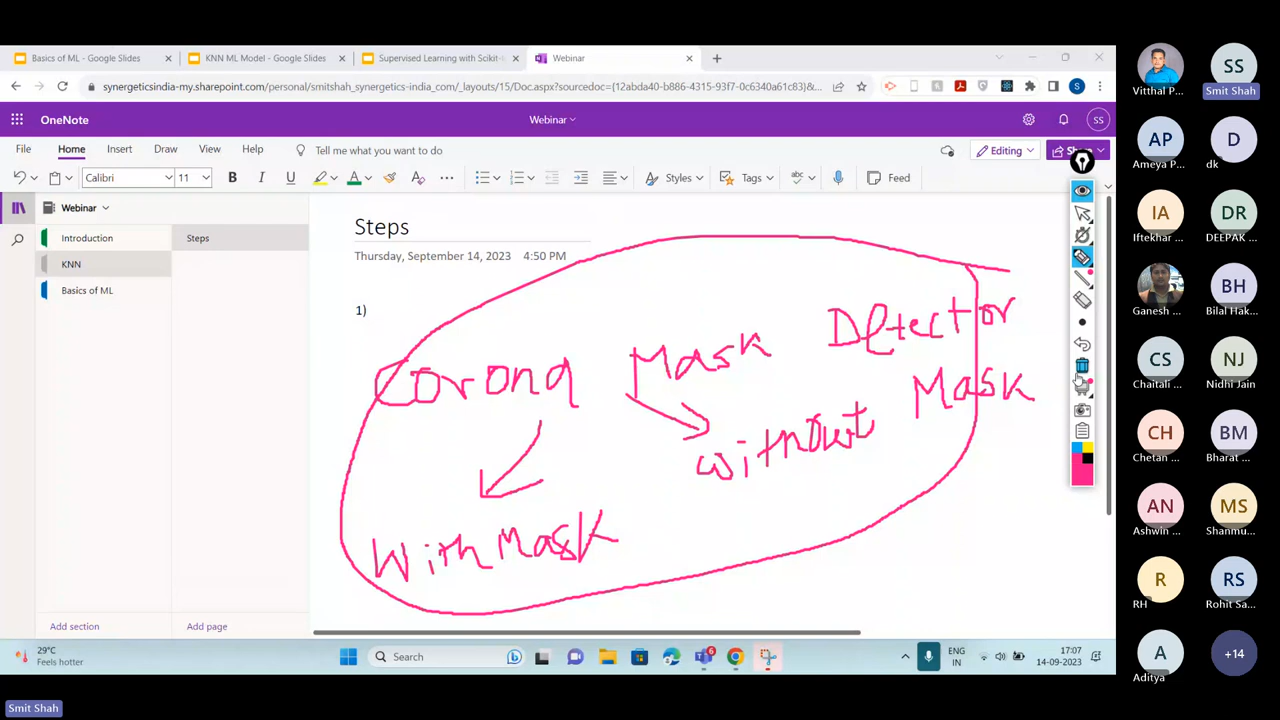 Basics of ML - Google Slides
KNN ML Model - Google Slides
Supervised Learning with Scikit-
Webinar
synergeticsindia-my.sharepoint.com/personal/smitshah_synergetics-india_com/_layouts/15/Doc.aspx?sourcedoc={12abda40-b886-4315-93f7-0c6340a61c83}&...
S
OneNote
Webinar
SS
File Home Insert Draw View Help Tell me what you want to do
Editing
Calibri 11 B I U A Styles Tags abc Feed
Webinar
Introduction
KNN
Basics of ML
Steps
Add section
Add page
Steps
Thursday, September 14, 2023 4:50 PM
1)
Corona Mask Detector
Without Mask
With Mask
29°C
Feels hotter
Search
6
ENG
IN
17:07
14-09-2023
Vitthal P...
SS
Smit Shah
AP
Ameya P...
D
dk
IA
Iftekhar ...
DR
DEEPAK ...
Ganesh ...
BH
Bilal Hak...
CS
Chaitali ...
NJ
Nidhi Jain
CH
Chetan ...
BM
Bharat ...
AN
Ashwin ...
MS
Shanmu...
R
RH
RS
Rohit Sa...
A
Aditya
+14
Smit Shah